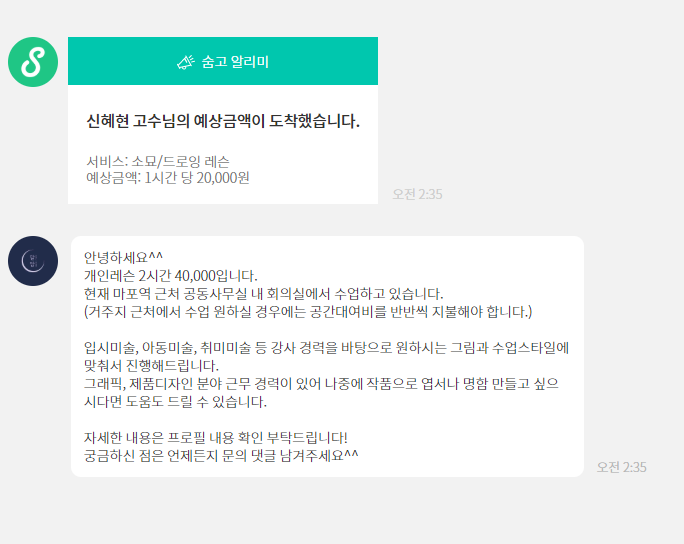 숨고 알리미
신혜현 고수님의 예상금액이 도착했습니다.
서비스: 소묘/드로잉 레슨
예상금액: 1시간 당 20,000원
오전 2:35
안녕하세요^^
개인레슨 2시간 40,000입니다.
현재 마포역 근처 공동사무실 내 회의실에서 수업하고 있습니다.
(거주지 근처에서 수업 원하실 경우에는 공간대여비를 반반씩 지불해야 합니다.)
입시미술, 아동미술, 취미미술 등 강사 경력을 바탕으로 원하시는 그림과 수업스타일에
맞춰서 진행해드립니다.
그래픽, 제품디자인 분야 근무 경력이 있어 나중에 작품으로 엽서나 명함 만들고 싶으
시다면 도움도 드릴 수 있습니다.
자세한 내용은 프로필 내용 확인 부탁드립니다!
궁금하신 점은 언제든지 문의 댓글 남겨주세요^^
오전 2:35